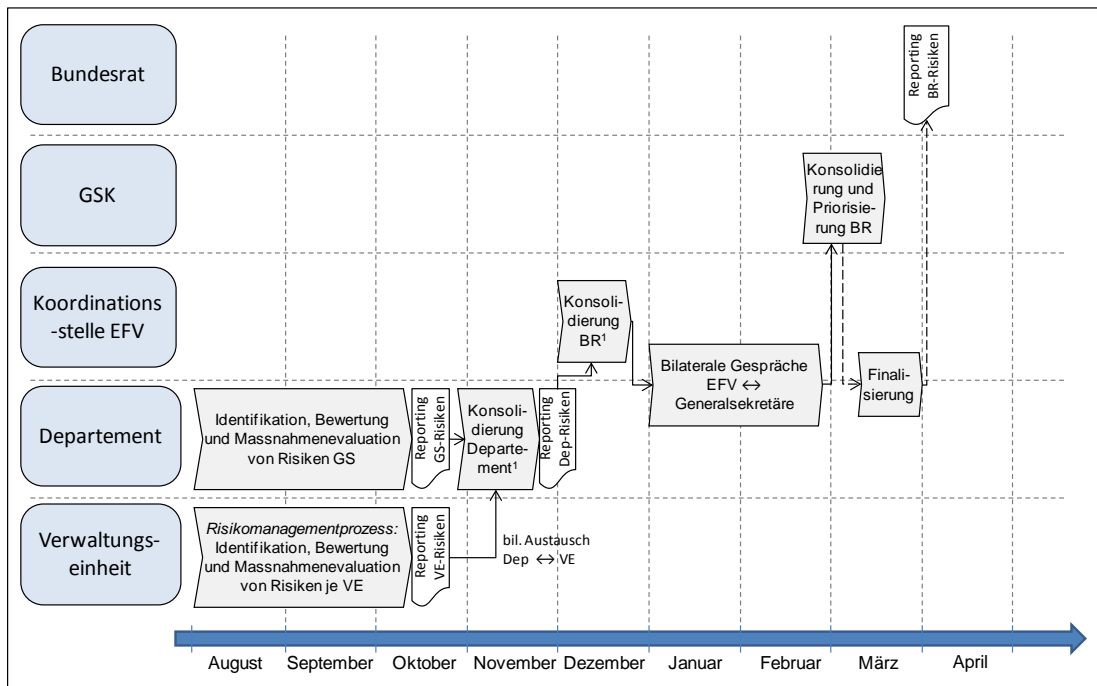 Bundesrat
Reporting
BR-Risiken
GSK
Konsolidie
rung und
Priorisie-
rung BR
Koordinations
-stelle EFV
Konsoli-
dierung
BR¹
Bilaterale Gespräche
EFV ↔
Generalsekretäre
Finali-
sierung
Departement
Identifikation, Bewertung
und Massnahmenevaluation
von Risiken GS
Reporting
GS-Risiken
Konsoli-
dierung
Departe-
ment¹
Reporting
Dep-Risiken
Verwaltungs-
einheit
Risikomanagementprozess:
Identifikation, Bewertung
und Massnahmenevaluation
von Risiken je VE
Reporting
VE-Risiken
bil. Austausch
Dep ↔ VE
August September Oktober November Dezember Januar Februar März April